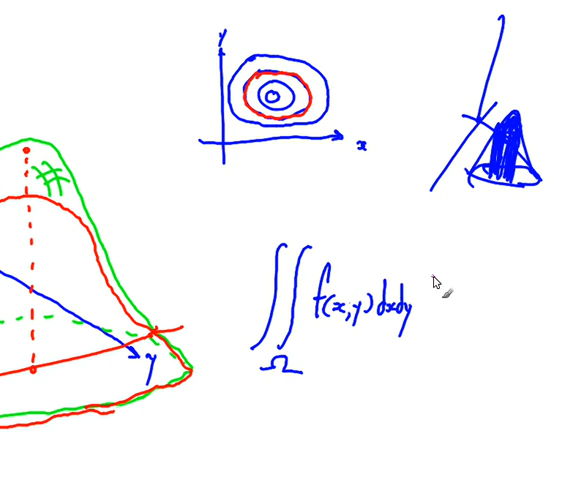 y
x
∬ f(x,y) dxdy
Ω
y